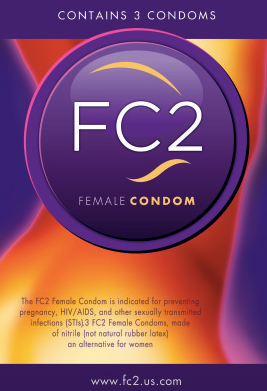 CONTAINS 3 CONDOMS
FC2
FEMALE CONDOM
The FC2 Female Condom is indicated for preventing
pregnancy, HIV/AIDS, and other sexually transmitted
infections (STIs).3 FC2 Female Condoms, made
of nitrile (not natural rubber latex)
an alternative for women
www.fc2.us.com